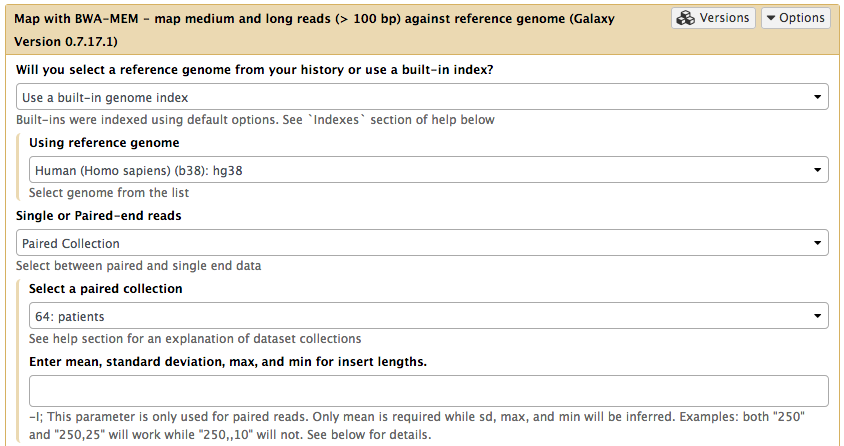 Map with BWA-MEM - map medium and long reads (> 100 bp) against reference genome (Galaxy
Version 0.7.17.1)
Versions
Options
Will you select a reference genome from your history or use a built-in index?
Use a built-in genome index
Built-ins were indexed using default options. See `Indexes` section of help below
Using reference genome
Human (Homo sapiens) (b38): hg38
Select genome from the list
Single or Paired-end reads
Paired Collection
Select between paired and single end data
Select a paired collection
64: patients
See help section for an explanation of dataset collections
Enter mean, standard deviation, max, and min for insert lengths.
-I; This parameter is only used for paired reads. Only mean is required while sd, max, and min will be inferred. Examples: both "250"
and "250,25" will work while "250,,10" will not. See below for details.